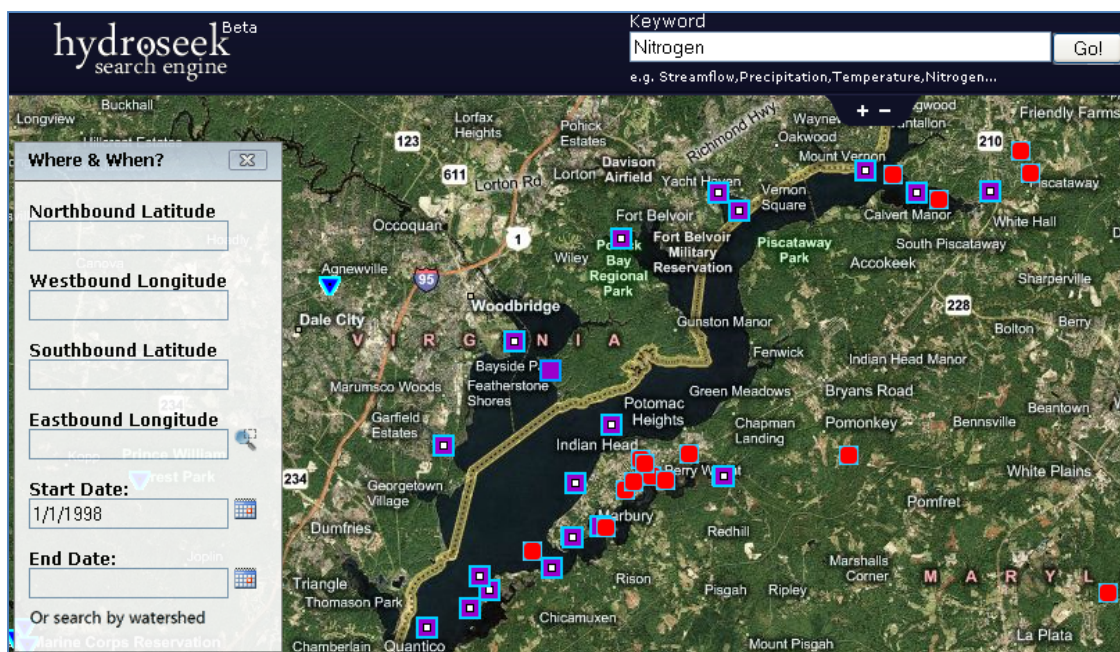 hydroseek Beta
search engine
Keyword
Nitrogen
Go!
e.g. Streamflow,Precipitation,Temperature,Nitrogen...
+ −
Where & When?
Northbound Latitude
Westbound Longitude
Southbound Latitude
Eastbound Longitude
Start Date:
1/1/1998
End Date:
Or search by watershed
Buckhall
Longview
Lorfax
Heights
Pohick
Estates
Richmond Hwy
Oakwood
Friendly Farms
123
210
Mount Vernon
611
Lorton Rd
Lorton
Davison
Airfield
Yacht Haven
Vernon
Square
Piscataway
Calvert Manor
White Hall
Occoquan
Fort Belvoir
1
Wiley
Bay
Regional
Park
Fort Belvoir
Military
Reservation
Piscataway
Park
South Piscataway
Accokeek
Agnewville
95
Sharperville
Woodbridge
228
Dale City
VIRGINIA
Gunston Manor
Bolton
Berry
Bayside
Fenwick
Indian Head Manor
Marumsco Woods
Featherstone
Shores
Green Meadows
Bryans Road
Beantown
Garfield
Estates
Potomac
Heights
Chapman
Landing
Pomonkey
Bennsville
Indian Head
234
Prince William
Forest Park
234
Georgetown
Village
White Plains
Dumfries
Marbury
Redhill
Pomfret
Joplin
Marshalls
Corner
Triangle
Rison
Pisgah
Ripley
MARYL
Thomason Park
Chicamuxen
La Plata
Marine Corps Reservation
Chamberlain
Quantico
Mount Pisgah